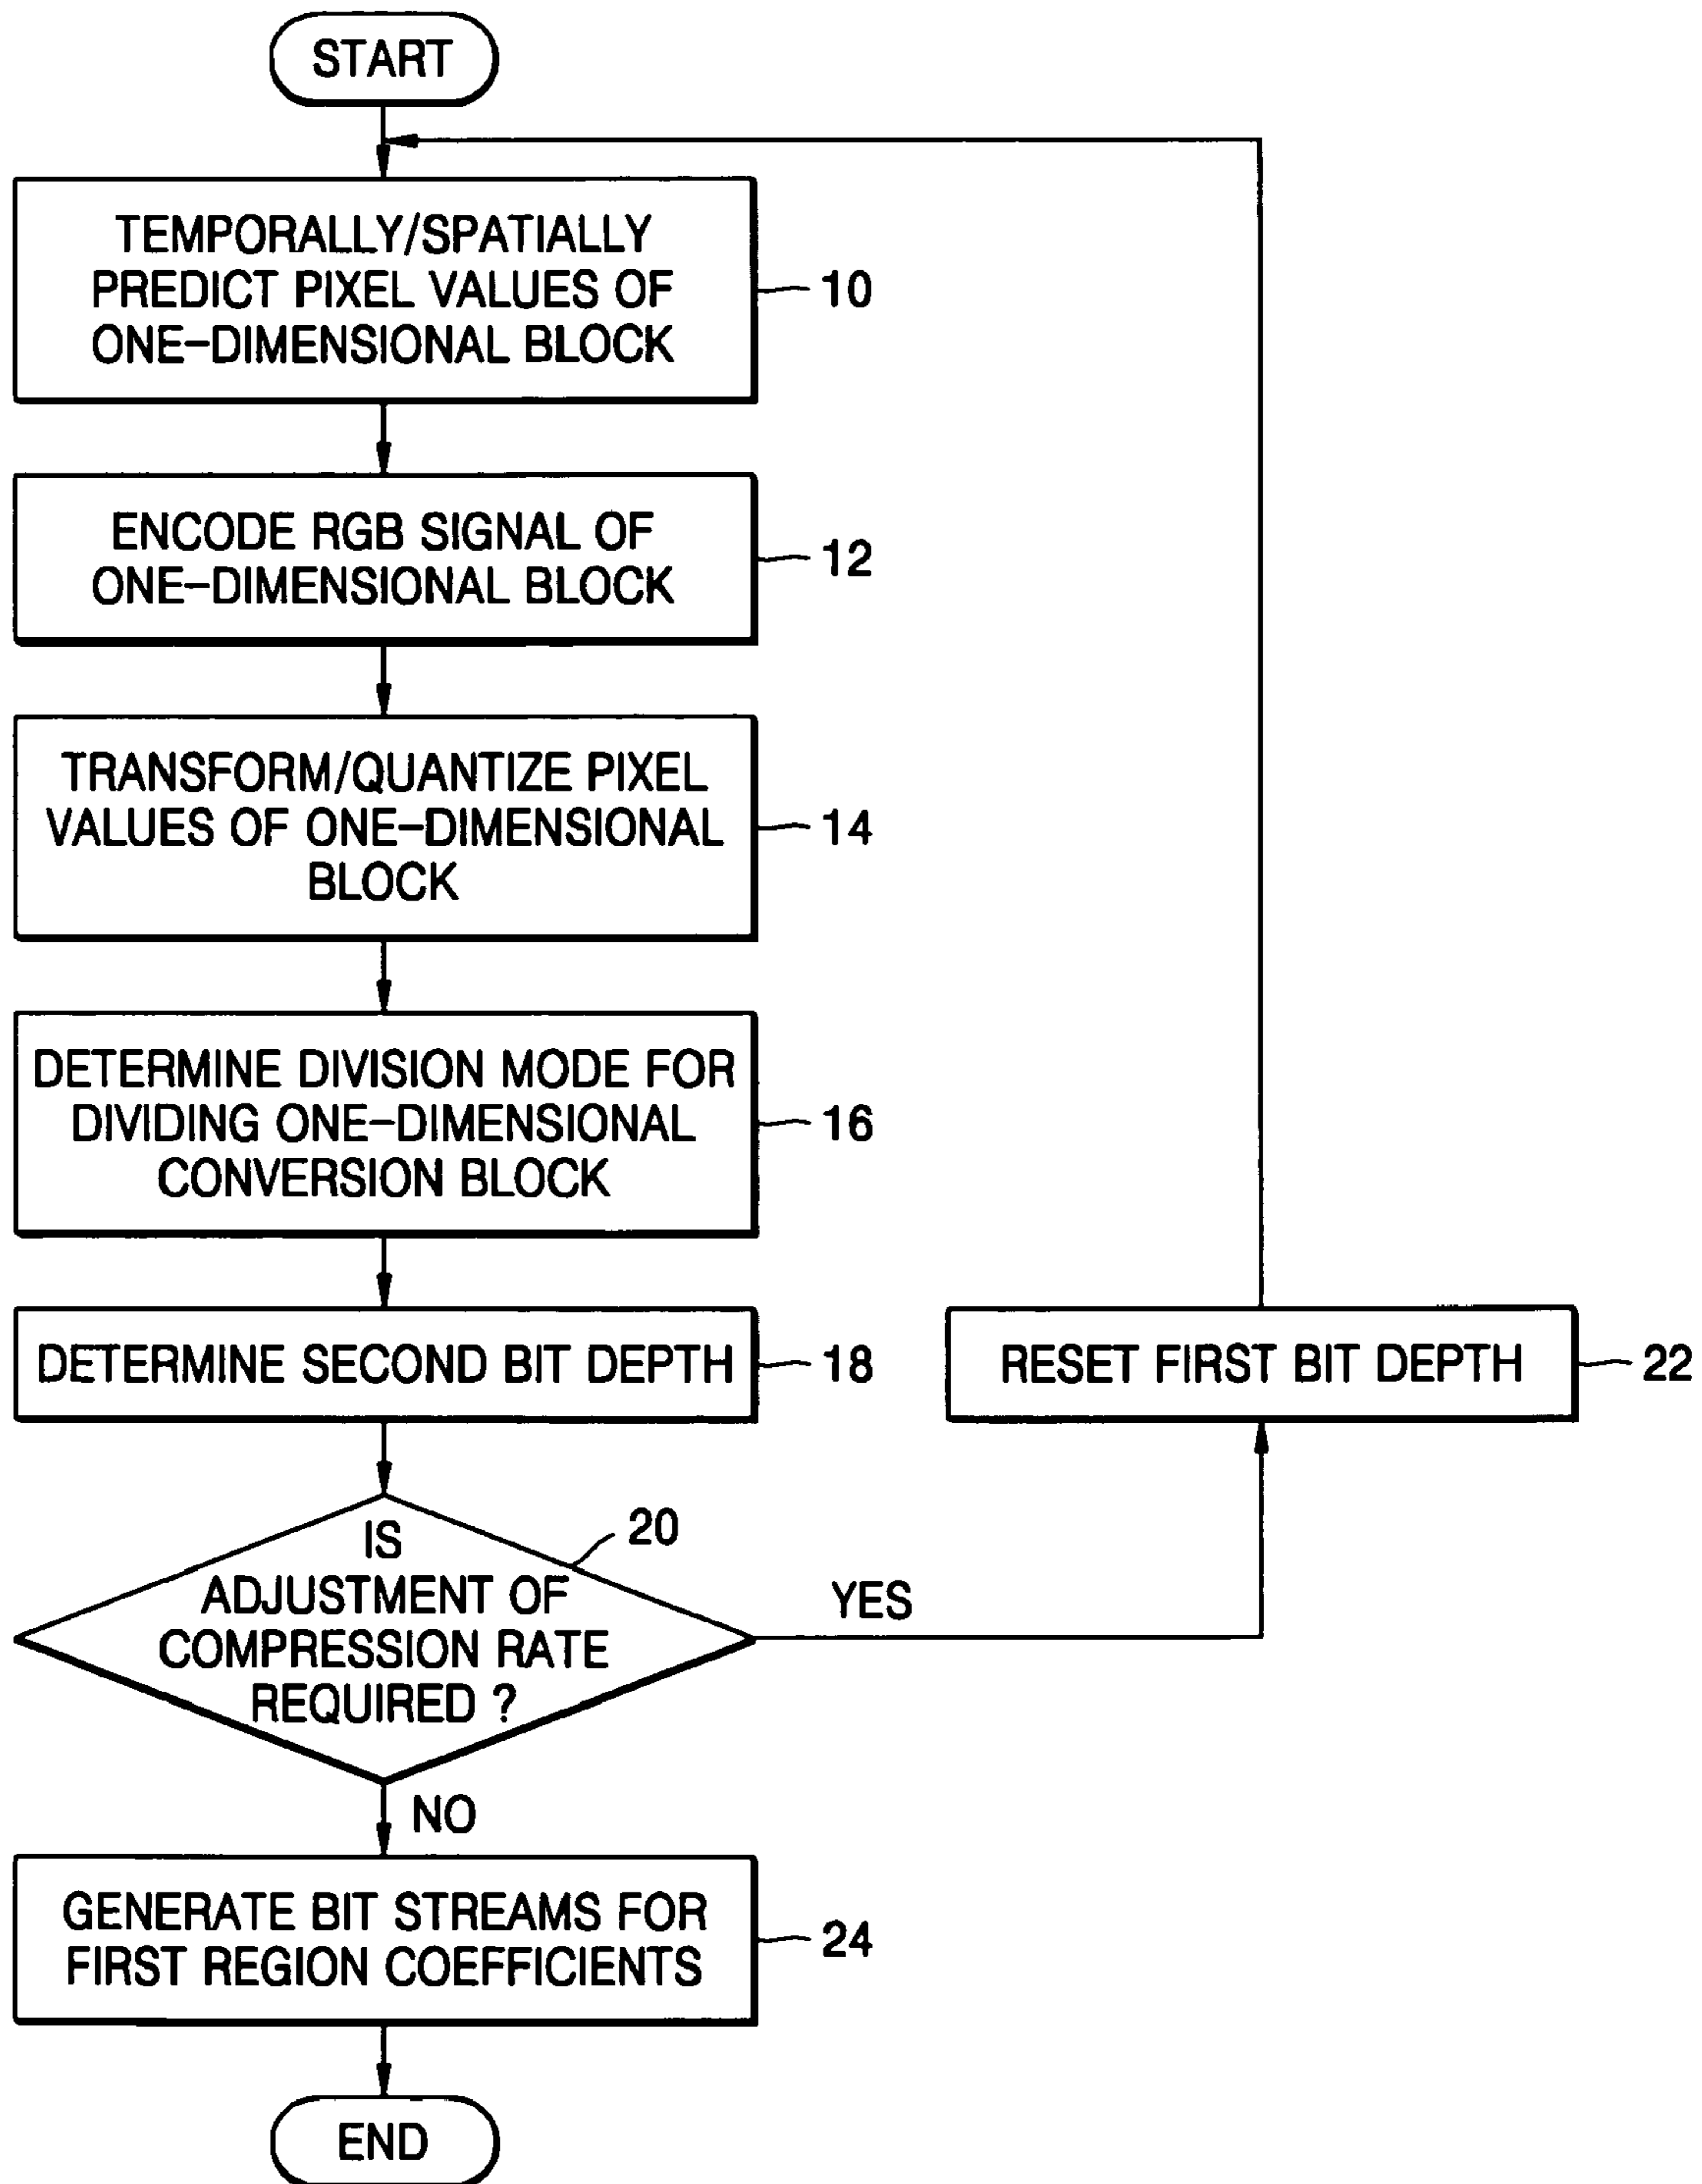 START
TEMPORALLY/SPATIALLY
PREDICT PIXEL VALUES OF
ONE-DIMENSIONAL BLOCK
10
ENCODE RGB SIGNAL OF
ONE-DIMENSIONAL BLOCK
12
TRANSFORM/QUANTIZE PIXEL
VALUES OF ONE-DIMENSIONAL
BLOCK
14
DETERMINE DIVISION MODE FOR
DIVIDING ONE-DIMENSIONAL
CONVERSION BLOCK
16
DETERMINE SECOND BIT DEPTH
18
RESET FIRST BIT DEPTH
22
IS
ADJUSTMENT OF
COMPRESSION RATE
REQUIRED ?
20
YES
NO
GENERATE BIT STREAMS FOR
FIRST REGION COEFFICIENTS
24
END